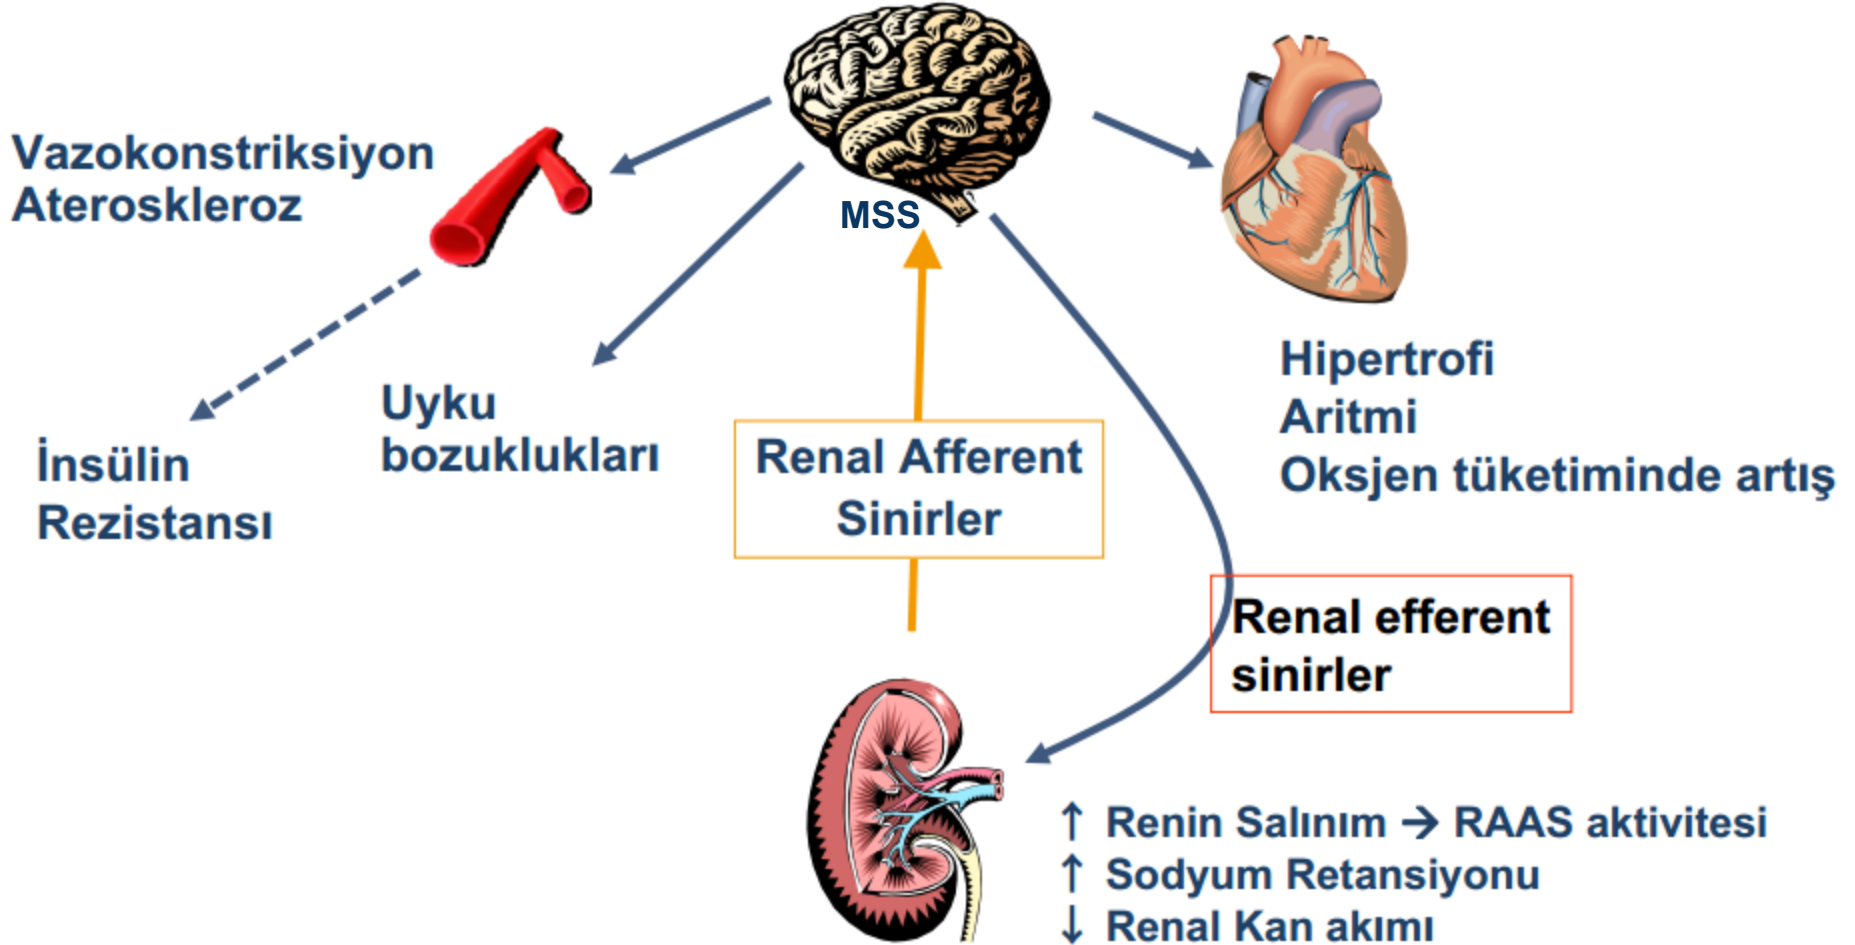 Vazokonstriksiyon
Ateroskleroz
MSS
Hipertrofi
Aritmi
Oksjen tüketiminde artış
Uyku
bozuklukları
İnsülin
Rezistansı
Renal Afferent
Sinirler
Renal efferent
sinirler
↑ Renin Salınım → RAAS aktivitesi
↑ Sodyum Retansiyonu
↓ Renal Kan akımı